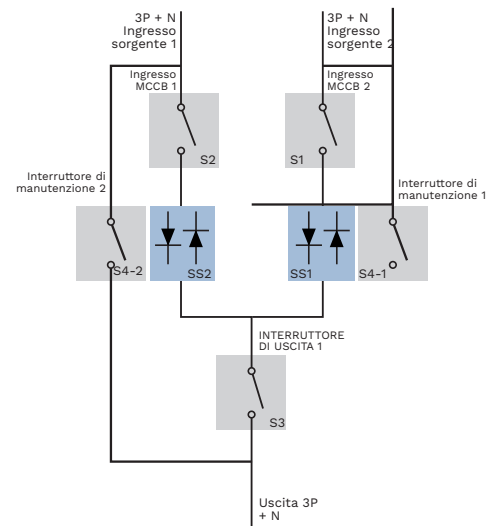 3P + N
Ingresso
sorgente 1
3P + N
Ingresso
sorgente 2
Ingresso
MCCB 1
Ingresso
MCCB 2
S2
S1
Interruttore di
manutenzione 2
Interruttore di
manutenzione 1
S4-2
SS2
SS1
S4-1
INTERRUTTORE
DI USCITA 1
S3
Uscita 3P
+ N